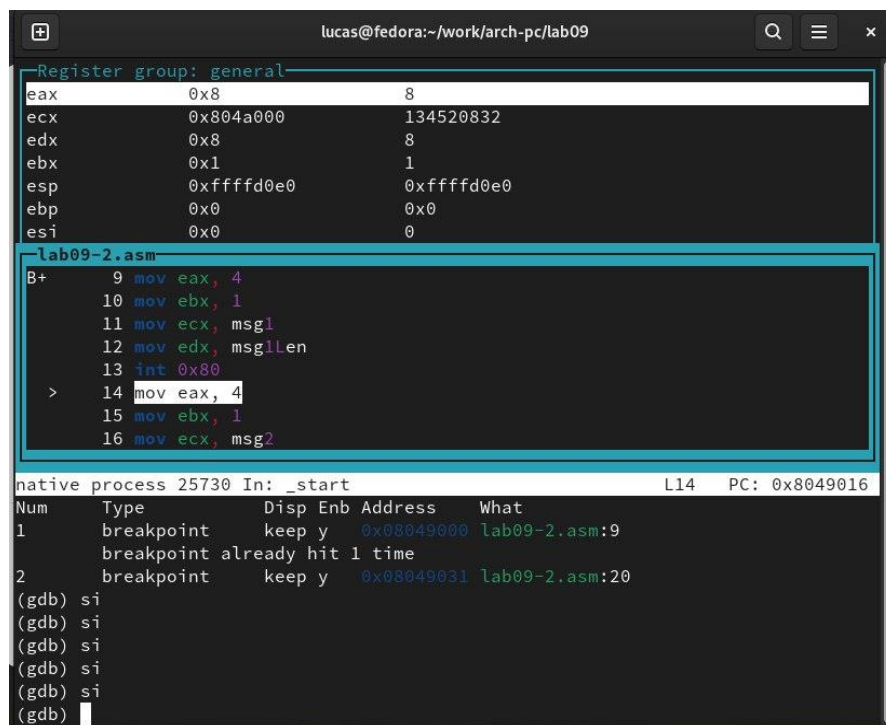 lucas@fedora:~/work/arch-pc/lab09
Register group: general
eax 0x8 8
ecx 0x804a000 134520832
edx 0x8 8
ebx 0x1 1
esp 0xffffd0e0 0xffffd0e0
ebp 0x0 0x0
esi 0x0 0
lab09-2.asm
B+ 9 mov eax, 4
10 mov ebx, 1
11 mov ecx, msg1
12 mov edx, msg1Len
13 int 0x80
> 14 mov eax, 4
15 mov ebx, 1
16 mov ecx, msg2
native process 25730 In: _start L14 PC: 0x8049016
Num Type Disp Enb Address What
1 breakpoint keep y 0x08049000 lab09-2.asm:9
breakpoint already hit 1 time
2 breakpoint keep y 0x08049031 lab09-2.asm:20
(gdb) si
(gdb) si
(gdb) si
(gdb) si
(gdb) si
(gdb)